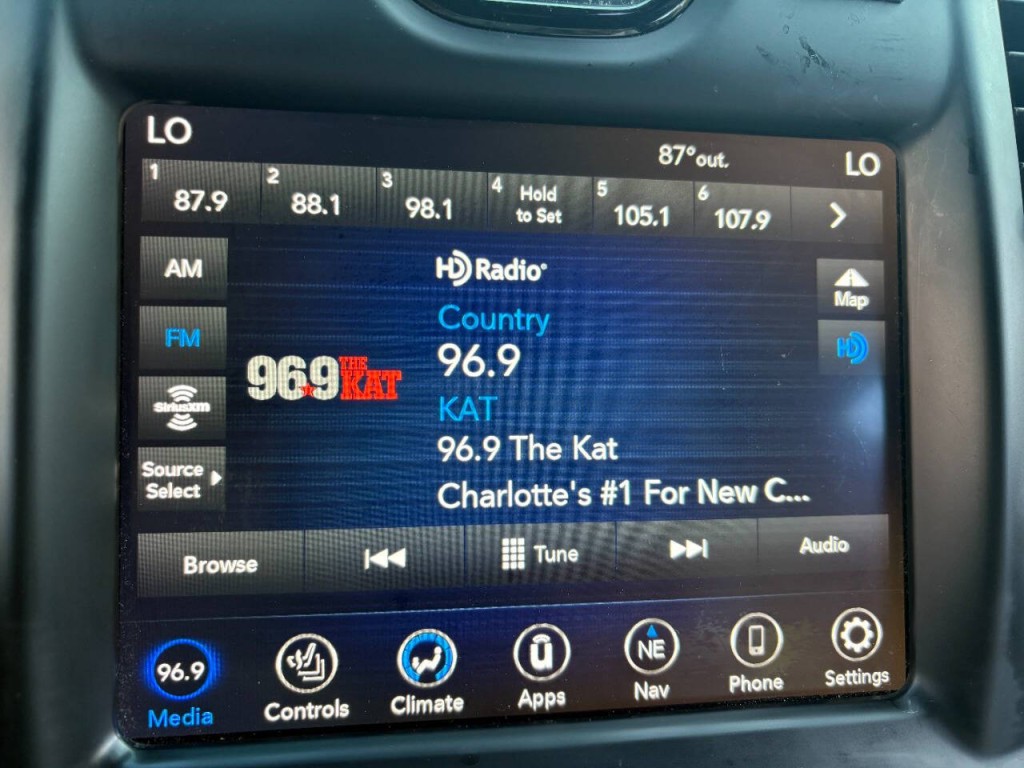 LO
87°out.
LO
1 87.9
2 88.1
3 98.1
4 Hold
to Set
5 105.1
6 107.9
AM
FM
SiriusXM
Source
Select
96.9 THE
KAT
HD Radio
Country
96.9
KAT
96.9 The Kat
Charlotte's #1 For New C...
Map
HD
Browse
Tune
Audio
96.9
Media
Controls
Climate
Apps
NE
Nav
Phone
Settings